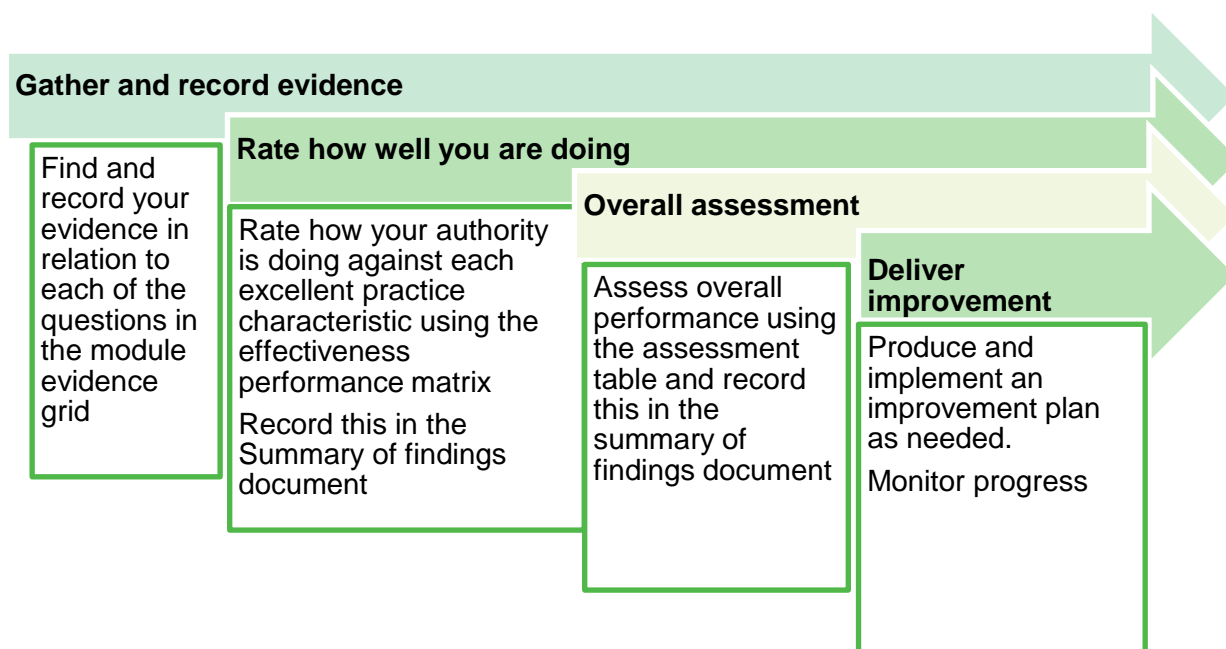 Gather and record evidence
Find and
record your
evidence in
relation to
each of the
questions in
the module
evidence
grid
Rate how well you are doing
Rate how your authority
is doing against each
excellent practice
characteristic using the
effectiveness
performance matrix
Record this in the
Summary of findings
document
Overall assessment
Assess overall
performance using
the assessment
table and record
this in the
summary of
findings document
Deliver
improvement
Produce and
implement an
improvement plan
as needed.
Monitor progress